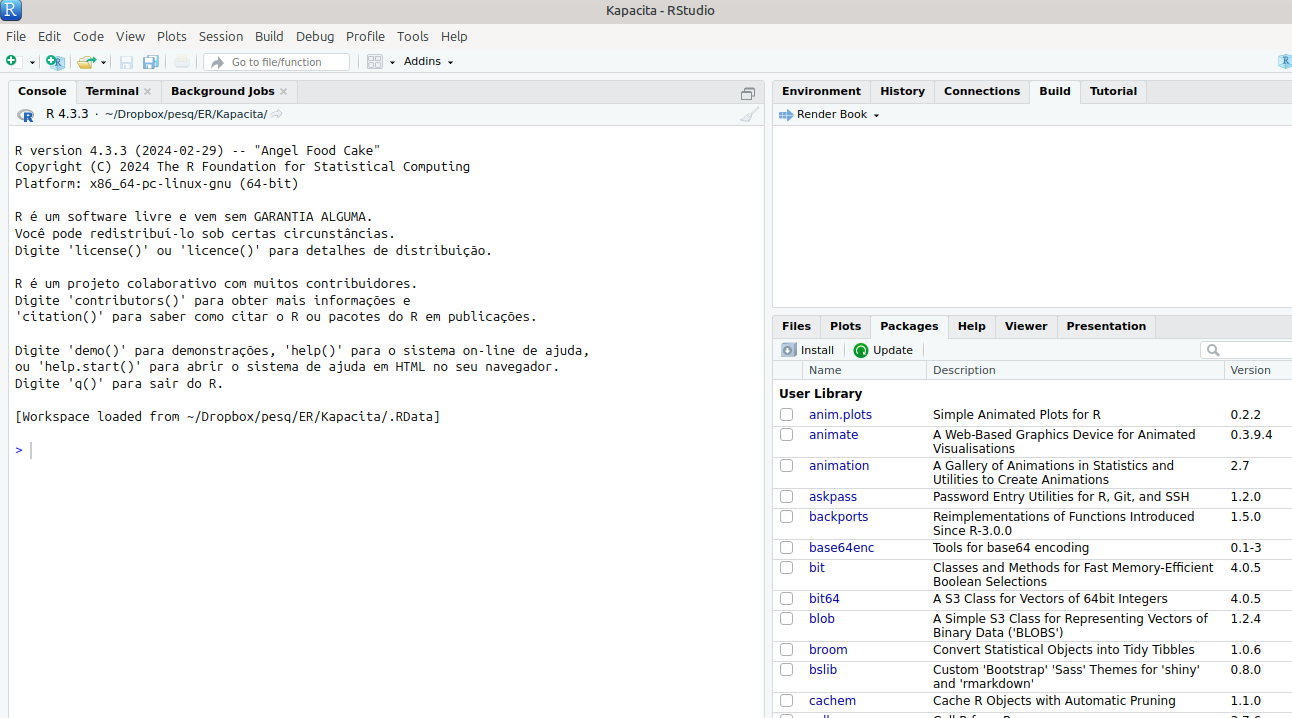 Kapacita - RStudio
File Edit Code View Plots Session Build Debug Profile Tools Help
Go to file/function Addins
Console Terminal Background Jobs
R 4.3.3 · ~/Dropbox/pesq/ER/Kapacita/
R version 4.3.3 (2024-02-29) -- "Angel Food Cake"
Copyright (C) 2024 The R Foundation for Statistical Computing
Platform: x86_64-pc-linux-gnu (64-bit)
R é um software livre e vem sem GARANTIA ALGUMA.
Você pode redistribuí-lo sob certas circunstâncias.
Digite 'license()' ou 'licence()' para detalhes de distribuição.
R é um projeto colaborativo com muitos contribuidores.
Digite 'contributors()' para obter mais informações e
'citation()' para saber como citar o R ou pacotes do R em publicações.
Digite 'demo()' para demonstrações, 'help()' para o sistema on-line de ajuda,
ou 'help.start()' para abrir o sistema de ajuda em HTML no seu navegador.
Digite 'q()' para sair do R.
[Workspace loaded from ~/Dropbox/pesq/ER/Kapacita/.RData]
>
Environment History Connections Build Tutorial
Render Book
Files Plots Packages Help Viewer Presentation
Install Update
Name Description Version
User Library
anim.plots Simple Animated Plots for R 0.2.2
animate A Web-Based Graphics Device for Animated 0.3.9.4
Visualisations
animation A Gallery of Animations in Statistics and 2.7
Utilities to Create Animations
askpass Password Entry Utilities for R, Git, and SSH 1.2.0
backports Reimplementations of Functions Introduced 1.5.0
Since R-3.0.0
base64enc Tools for base64 encoding 0.1-3
bit Classes and Methods for Fast Memory-Efficient 4.0.5
Boolean Selections
bit64 A S3 Class for Vectors of 64bit Integers 4.0.5
blob A Simple S3 Class for Representing Vectors of 1.2.4
Binary Data ('BLOBS')
broom Convert Statistical Objects into Tidy Tibbles 1.0.6
bslib Custom 'Bootstrap' 'Sass' Themes for 'shiny' 0.8.0
and 'rmarkdown'
cachem Cache R Objects with Automatic Pruning 1.1.0